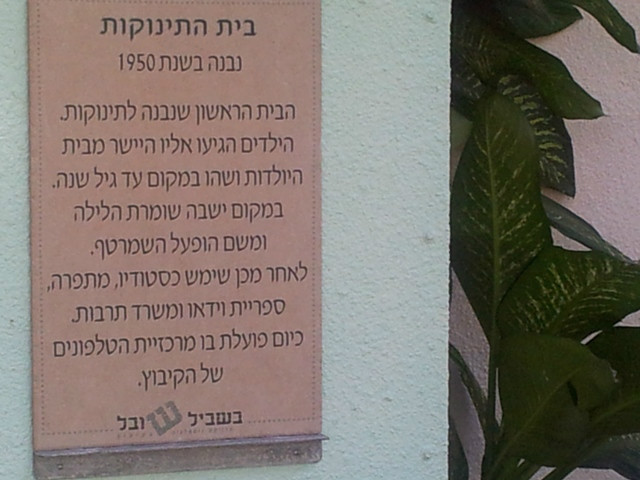 בית התינוקות
נבנה בשנת 1950
הבית הראשון שנבנה לתינוקות.
הילדים הגיעו אליו היישר מבית
היולדות ושהו במקום עד גיל שנה.
במקום ישבה שומרת הלילה
ומשם הופעל השמרטף.
לאחר מכן שימש כסטודיו, מתפרה,
ספריית וידאו ומשרד תרבות.
כיום פועלת בו מרכזיית הטלפונים
של הקיבוץ.
בשביל ש ובל